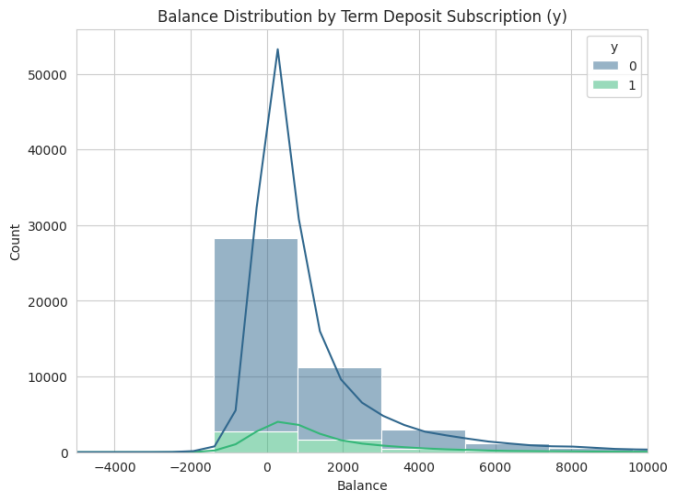 Balance Distribution by Term Deposit Subscription (y)
y
0
1
50000
40000
30000
20000
10000
0
Count
−4000 −2000 0 2000 4000 6000 8000 10000
Balance